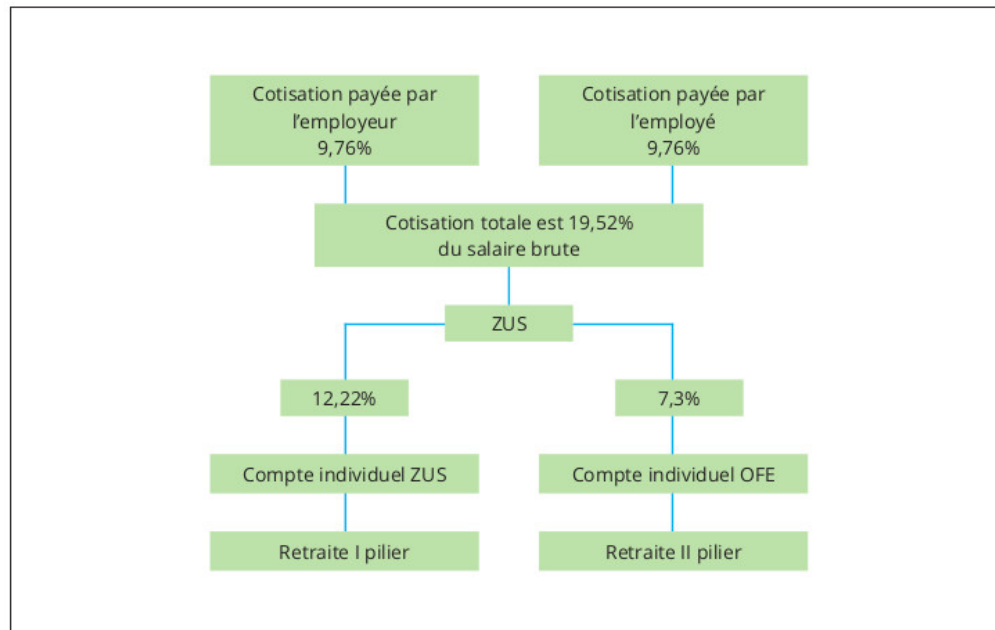 Cotisation payée par
l’employeur
9,76%
Cotisation payée par
l’employé
9,76%
Cotisation totale est 19,52%
du salaire brute
ZUS
12,22%
7,3%
Compte individuel ZUS
Compte individuel OFE
Retraite I pilier
Retraite II pilier